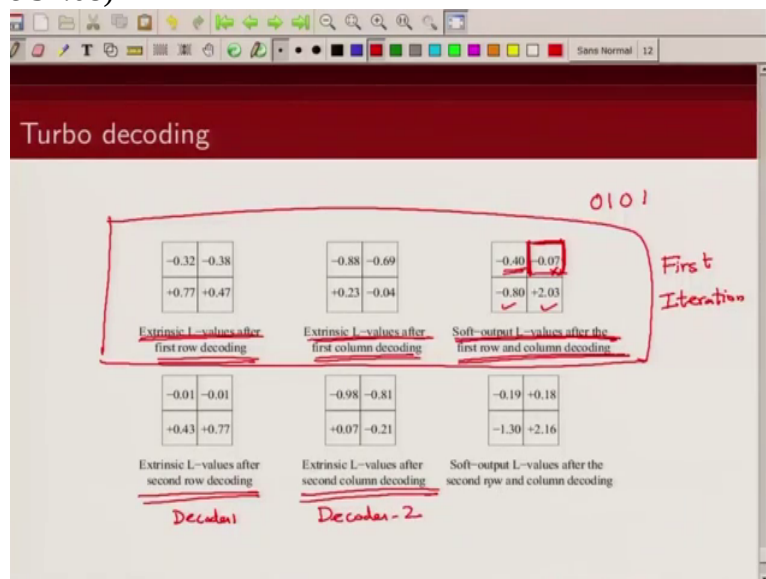 Sans Normal 12
Turbo decoding
0101
First
Iteration
-0.32 -0.38
+0.77 +0.47
Extrinsic L-values after
first row decoding
-0.88 -0.69
+0.23 -0.04
Extrinsic L-values after
first column decoding
-0.40 -0.07
-0.80 +2.03
Soft-output L-values after the
first row and column decoding
-0.01 -0.01
+0.43 +0.77
Extrinsic L-values after
second row decoding
Decoder1
-0.98 -0.81
+0.07 -0.21
Extrinsic L-values after
second column decoding
Decoder-2
-0.19 +0.18
-1.30 +2.16
Soft-output L-values after the
second row and column decoding